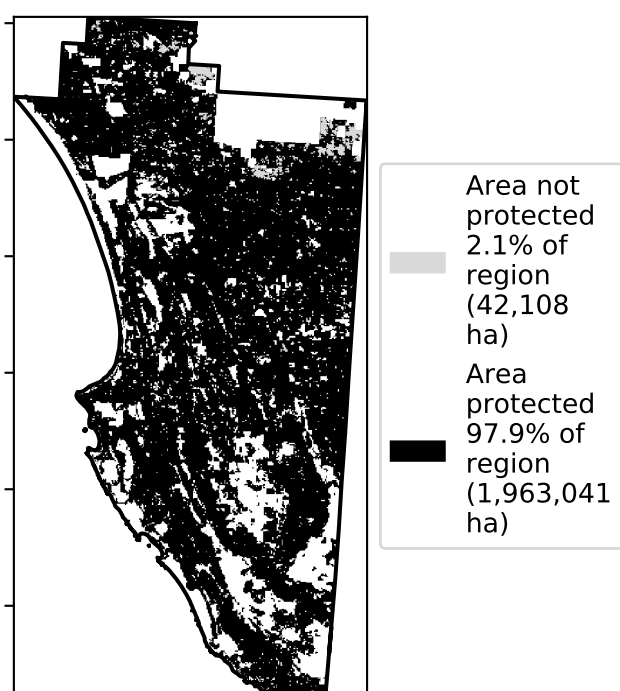 Area not
protected
2.1% of
region
(42,108
ha)
Area
protected
97.9% of
region
(1,963,041
ha)